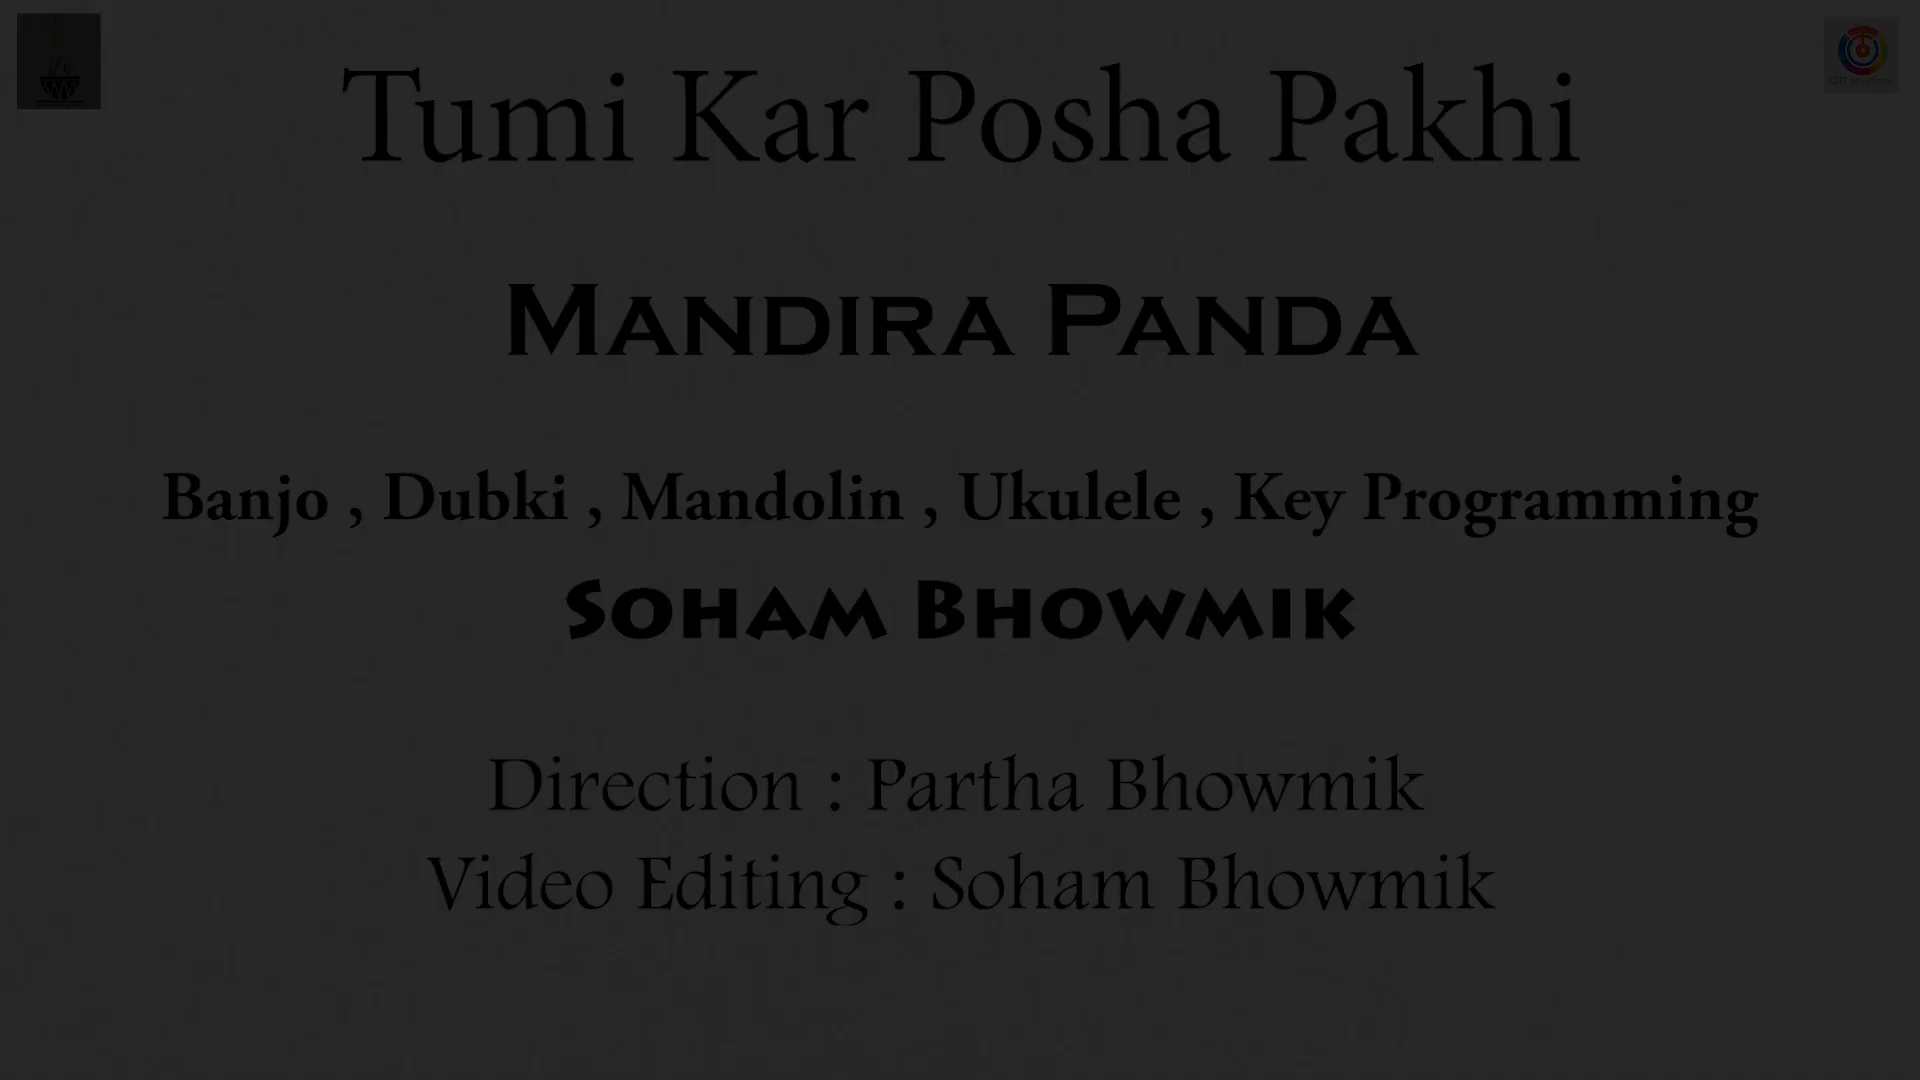 Tumi Kar Posha Pakhi
MANDIRA PANDA
Banjo , Dubki , Mandolin , Ukulele , Key Programming
SOHAM BHOWMIK
Direction : Partha Bhowmik
Video Editing : Soham Bhowmik